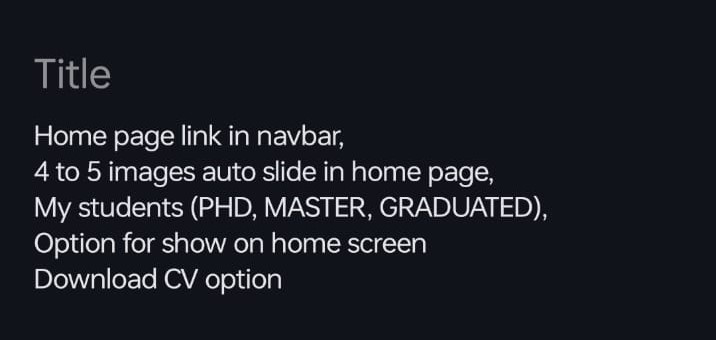 Title
Home page link in navbar,
4 to 5 images auto slide in home page,
My students (PHD, MASTER, GRADUATED),
Option for show on home screen
Download CV option